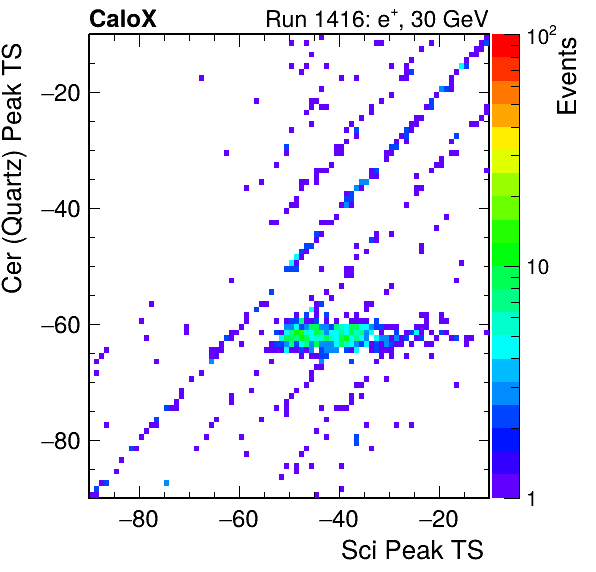 CaloX
Run 1416: e+, 30 GeV
Cer (Quartz) Peak TS
−20
−40
−60
−80
−80
−60
−40
−20
Sci Peak TS
10²
10
1
Events